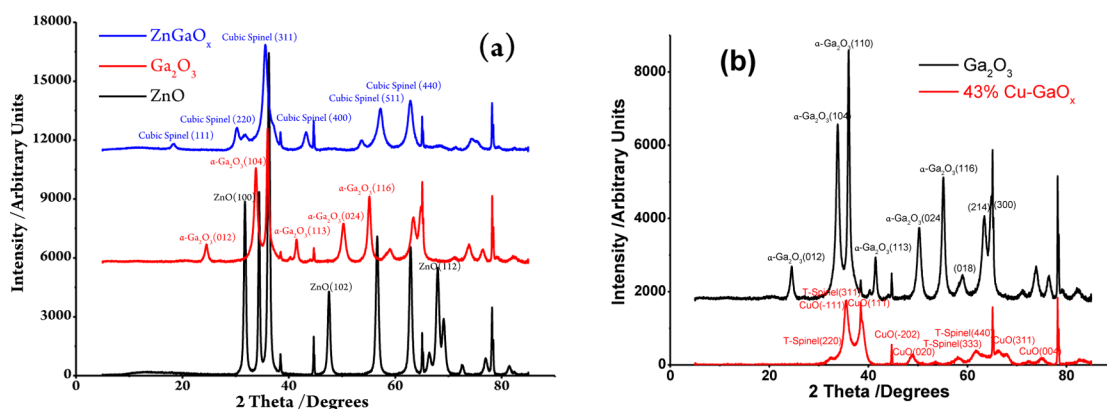 18000
15000
12000
9000
6000
3000
0
Intensity /Arbitrary Units
20
40
60
80
2 Theta /Degrees
ZnGaOₓ
Ga₂O₃
ZnO
(a)
Cubic Spinel (311)
Cubic Spinel (440)
Cubic Spinel (511)
Cubic Spinel (220)
Cubic Spinel (400)
Cubic Spinel (111)
α-Ga₂O₃(104)
α-Ga₂O₃(116)
ZnO(100)
α-Ga₂O₃(024)
α-Ga₂O₃(113)
α-Ga₂O₃(012)
ZnO(112)
ZnO(102)
8000
6000
4000
2000
0
Intensity /Arbitrary Units
0
20
40
60
80
2 Theta /Degrees
(b)
Ga₂O₃
43% Cu-GaOₓ
α-Ga₂O₃(110)
α-Ga₂O₃(104)
α-Ga₂O₃(116)
α-Ga₂O₃(024
(214)
(300)
α-Ga₂O₃(113)
α-Ga₂O₃(012)
(018)
T-Spinel(311)
CuO(-111)
CuO(111)
T-Spinel(220)
CuO(-202)
CuO(020)
T-Spinel(440)
T-Spinel(333)
CuO(311)
CuO(004)